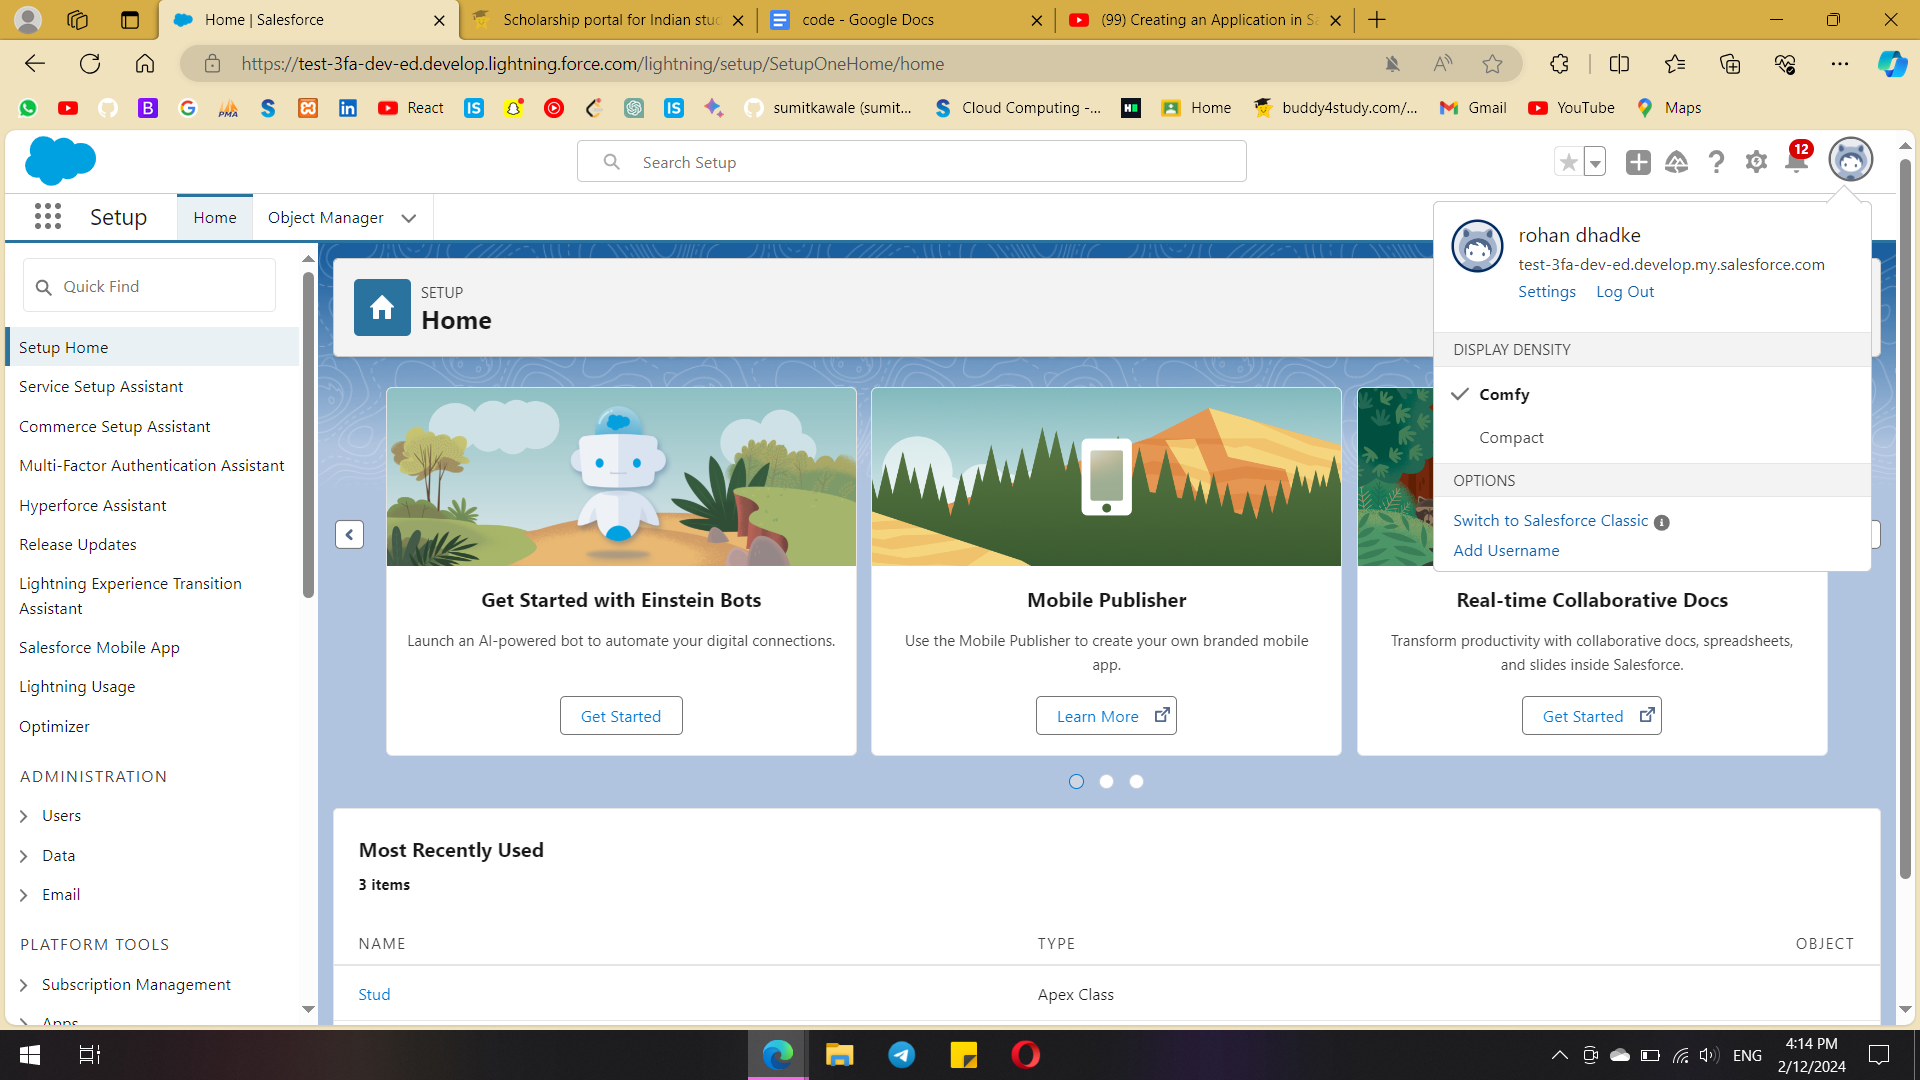 Home | Salesforce
Scholarship portal for Indian stud
code - Google Docs
(99) Creating an Application in Sa
https://test-3fa-dev-ed.develop.lightning.force.com/lightning/setup/SetupOneHome/home
React
sumitkawale (sumit...
Cloud Computing -...
Home
buddy4study.com/...
Gmail
YouTube
Maps
Search Setup
12
Setup
Home
Object Manager
rohan dhadke
test-3fa-dev-ed.develop.my.salesforce.com
Settings
Log Out
DISPLAY DENSITY
Comfy
Compact
OPTIONS
Switch to Salesforce Classic
Add Username
Quick Find
Setup Home
Service Setup Assistant
Commerce Setup Assistant
Multi-Factor Authentication Assistant
Hyperforce Assistant
Release Updates
Lightning Experience Transition
Assistant
Salesforce Mobile App
Lightning Usage
Optimizer
ADMINISTRATION
Users
Data
Email
PLATFORM TOOLS
Subscription Management
Apps
SETUP
Home
Get Started with Einstein Bots
Launch an AI-powered bot to automate your digital connections.
Get Started
Mobile Publisher
Use the Mobile Publisher to create your own branded mobile
app.
Learn More
Real-time Collaborative Docs
Transform productivity with collaborative docs, spreadsheets,
and slides inside Salesforce.
Get Started
Most Recently Used
3 items
NAME
TYPE
OBJECT
Stud
Apex Class
ENG
4:14 PM
2/12/2024